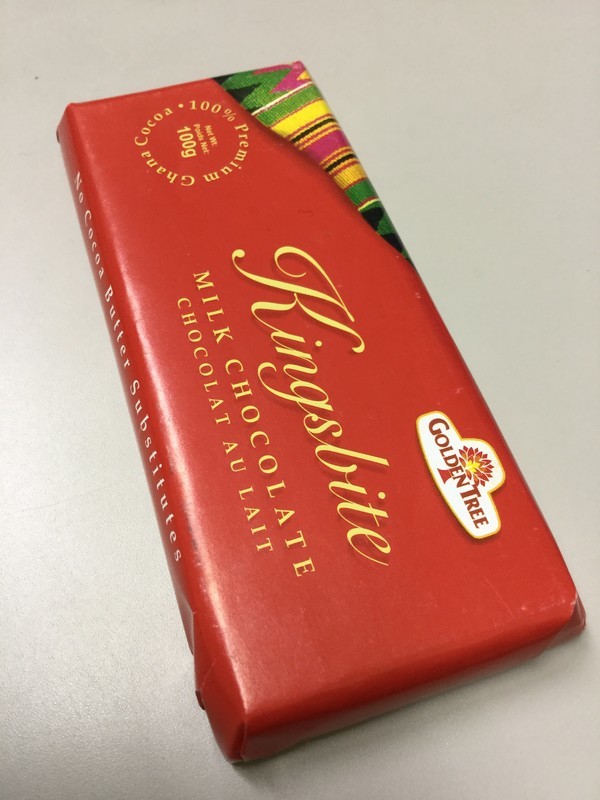 100% Premium Ghana Cocoa •
Net Wt:
Poids Net:
100g
Kingsbite
MILK CHOCOLATE
CHOCOLAT AU LAIT
GOLDEN TREE
No Cocoa Butter Substitutes